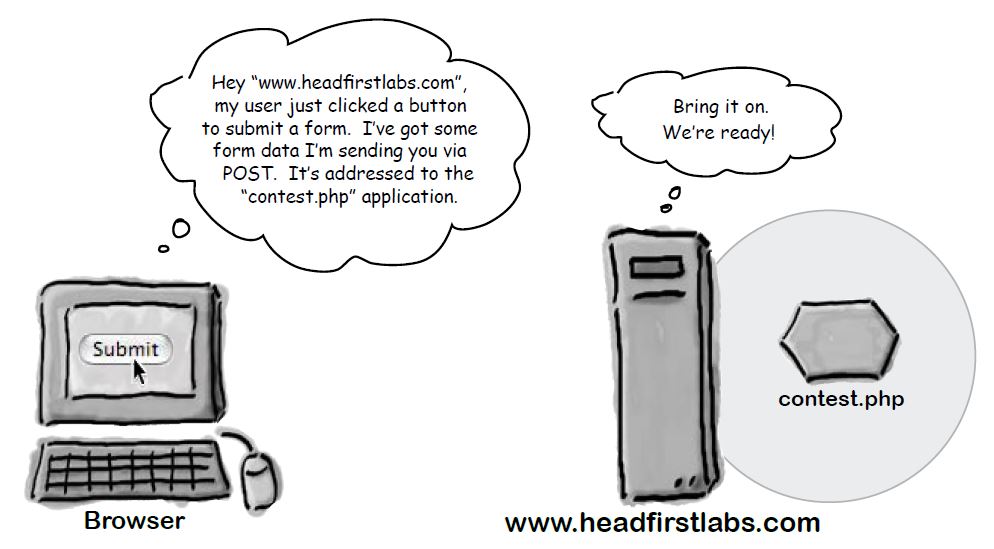 Hey “www.headfirstlabs.com”,
my user just clicked a button
to submit a form. I’ve got some
form data I’m sending you via
POST. It’s addressed to the
“contest.php” application.
Bring it on.
We’re ready!
Submit
contest.php
Browser
www.headfirstlabs.com